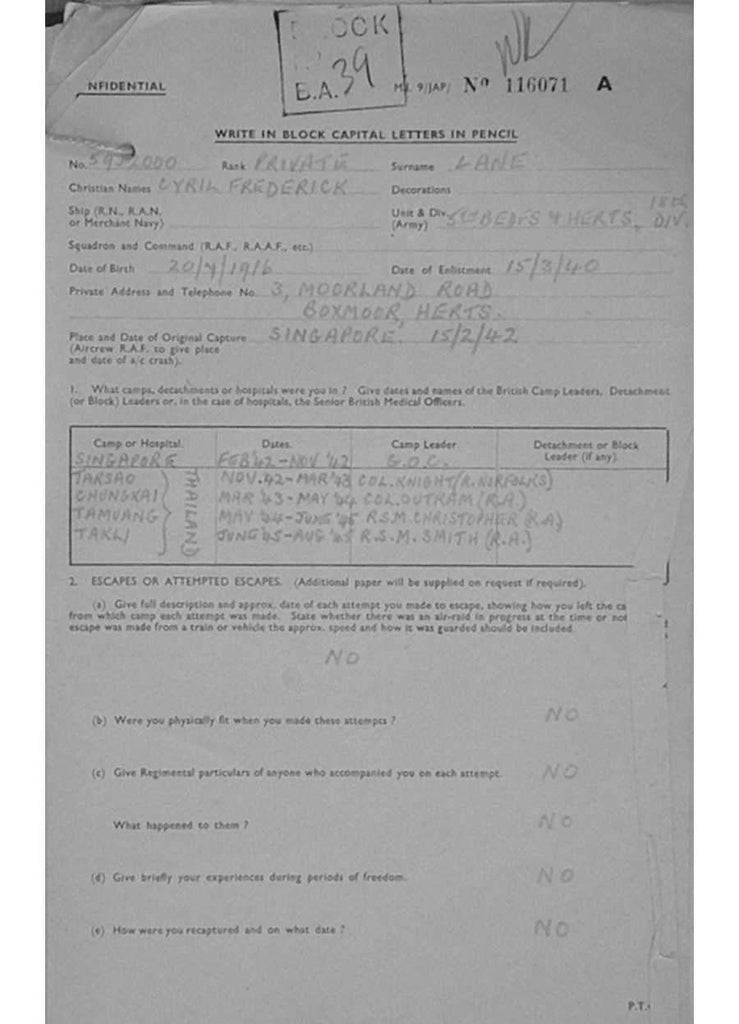 OCK
B.A. 39
NFIDENTIAL M.I. 9/JAP/ No 116071 A
WRITE IN BLOCK CAPITAL LETTERS IN PENCIL
No. Rank PRIVATE Surname LANE
Christian Names CYRIL FREDERICK Decorations
Ship (R.N., R.A.N. or Merchant Navy) Unit & Div. (Army) 5th BEDFS & HERTS, 18th DIV.
Squadron and Command (R.A.F., R.A.A.F., etc.)
Date of Birth Date of Enlistment 15/3/40
Private Address and Telephone No. 3, MOORLAND ROAD
BOXMOOR, HERTS.
Place and Date of Original Capture SINGAPORE. 15/2/42
(Aircrew R.A.F. to give place
and date of a/c crash).
1. What camps, detachments or hospitals were you in ? Give dates and names of the British Camp Leaders, Detachment
(or Block) Leaders or, in the case of hospitals, the Senior British Medical Officers.
Camp or Hospital. Dates. Camp Leader. Detachment or Block
Leader (if any).
SINGAPORE FEB '42 - NOV '42 G.O.C.
TARSAO NOV. 42 - MAR '43 COL. KNIGHT (R. NORFOLKS)
CHUNGKAI MAR '43 - MAY '44 COL. OUTRAM (R.A.)
TAMUANG MAY '44 - JUNE '45 R.S.M. CHRISTOPHER (R.A)
TAKLI JUNE '45 - AUG '45 R.S.M. SMITH (R.A.)
THAILAND
2. ESCAPES OR ATTEMPTED ESCAPES. (Additional paper will be supplied on request if required).
(a) Give full description and approx. date of each attempt you made to escape, showing how you left the ca
from which camp each attempt was made. State whether there was an air-raid in progress at the time or not
escape was made from a train or vehicle the approx. speed and how it was guarded should be included.
NO
(b) Were you physically fit when you made these attempts ? NO
(c) Give Regimental particulars of anyone who accompanied you on each attempt. NO
What happened to them ? NO
(d) Give briefly your experiences during periods of freedom. NO
(e) How were you recaptured and on what date ? NO
P.T.